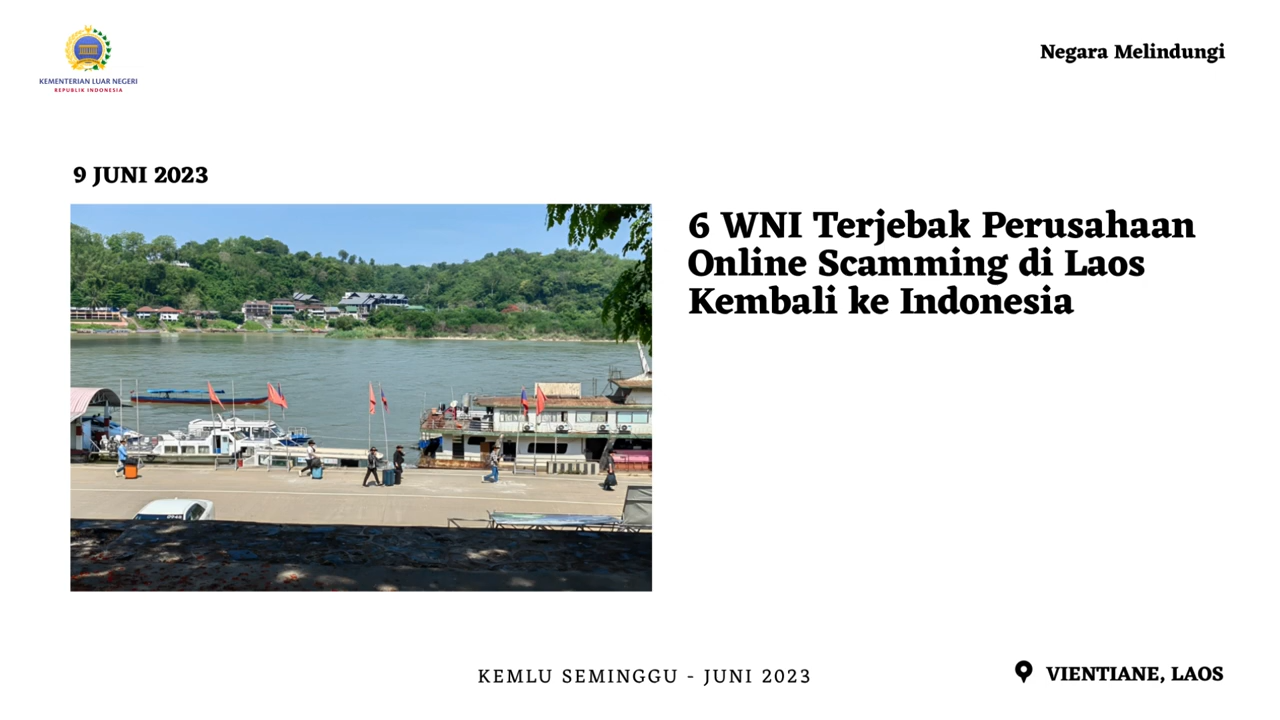 KEMENTERIAN LUAR NEGERI
REPUBLIK INDONESIA
Negara Melindungi
9 JUNI 2023
6 WNI Terjebak Perusahaan
Online Scamming di Laos
Kembali ke Indonesia
KEMLU SEMINGGU - JUNI 2023
VIENTIANE, LAOS